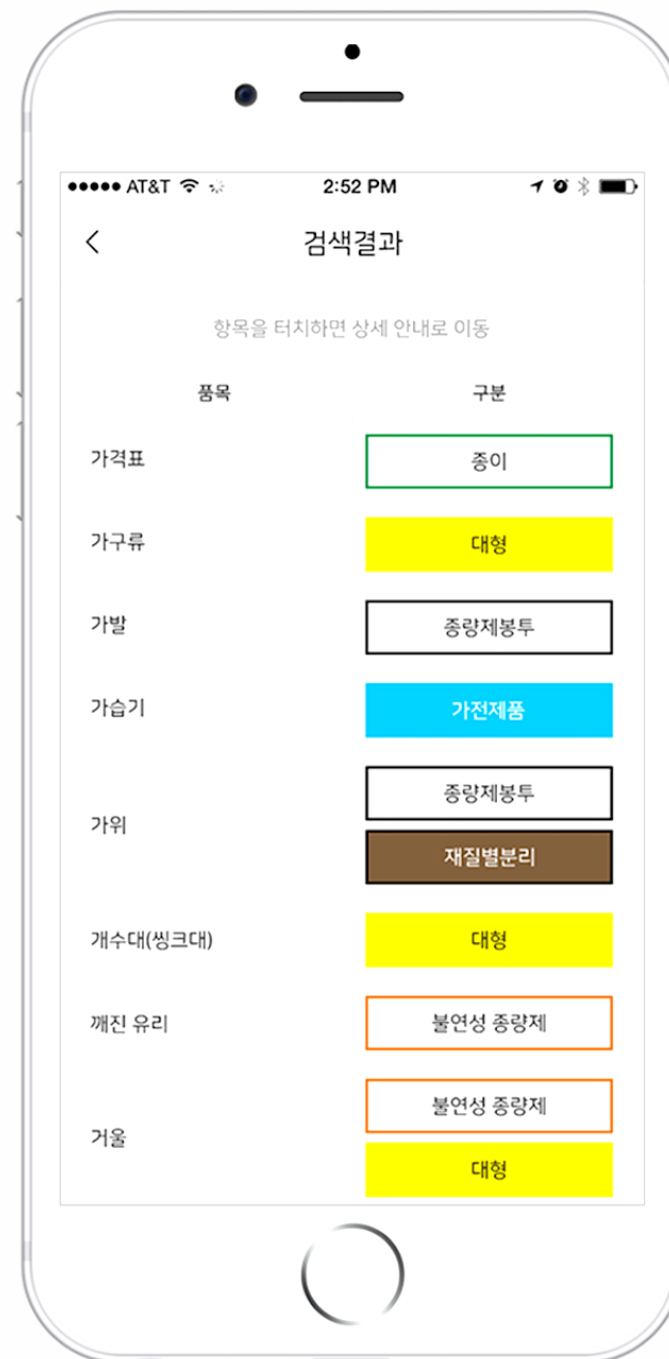 AT&T 2:52 PM
검색결과
항목을 터치하면 상세 안내로 이동
품목 구분
가격표 종이
가구류 대형
가발 종량제봉투
가습기 가전제품
가위 종량제봉투
재질별분리
개수대(씽크대) 대형
깨진 유리 불연성 종량제
거울 불연성 종량제
대형